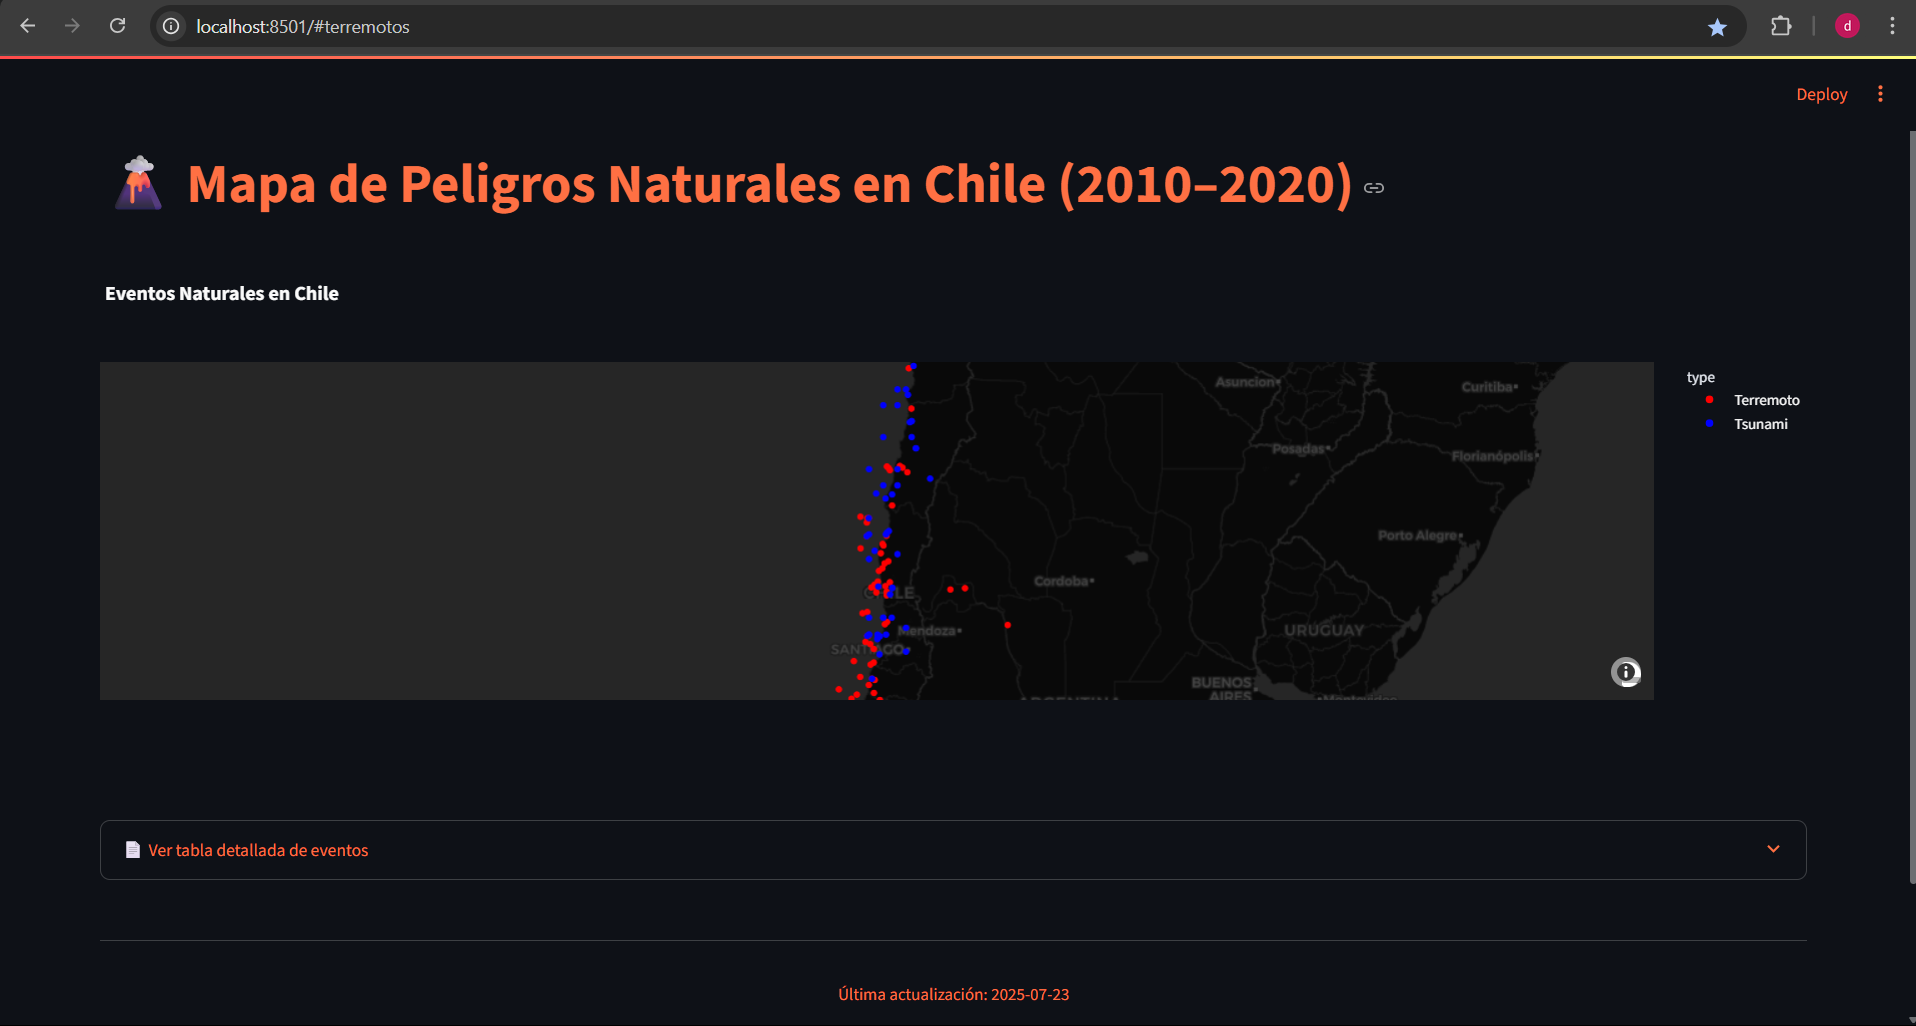 localhost:8501/#terremotos
d
Deploy
Mapa de Peligros Naturales en Chile (2010–2020)
Eventos Naturales en Chile
type
Terremoto
Tsunami
Asuncion
Curitiba
Posadas
Florianópolis
Porto Alegre
Cordoba
CHILE
Mendoza
URUGUAY
SANTIAGO
BUENOS
AIRES
ARGENTINA
Montevideo
Ver tabla detallada de eventos
Última actualización: 2025-07-23